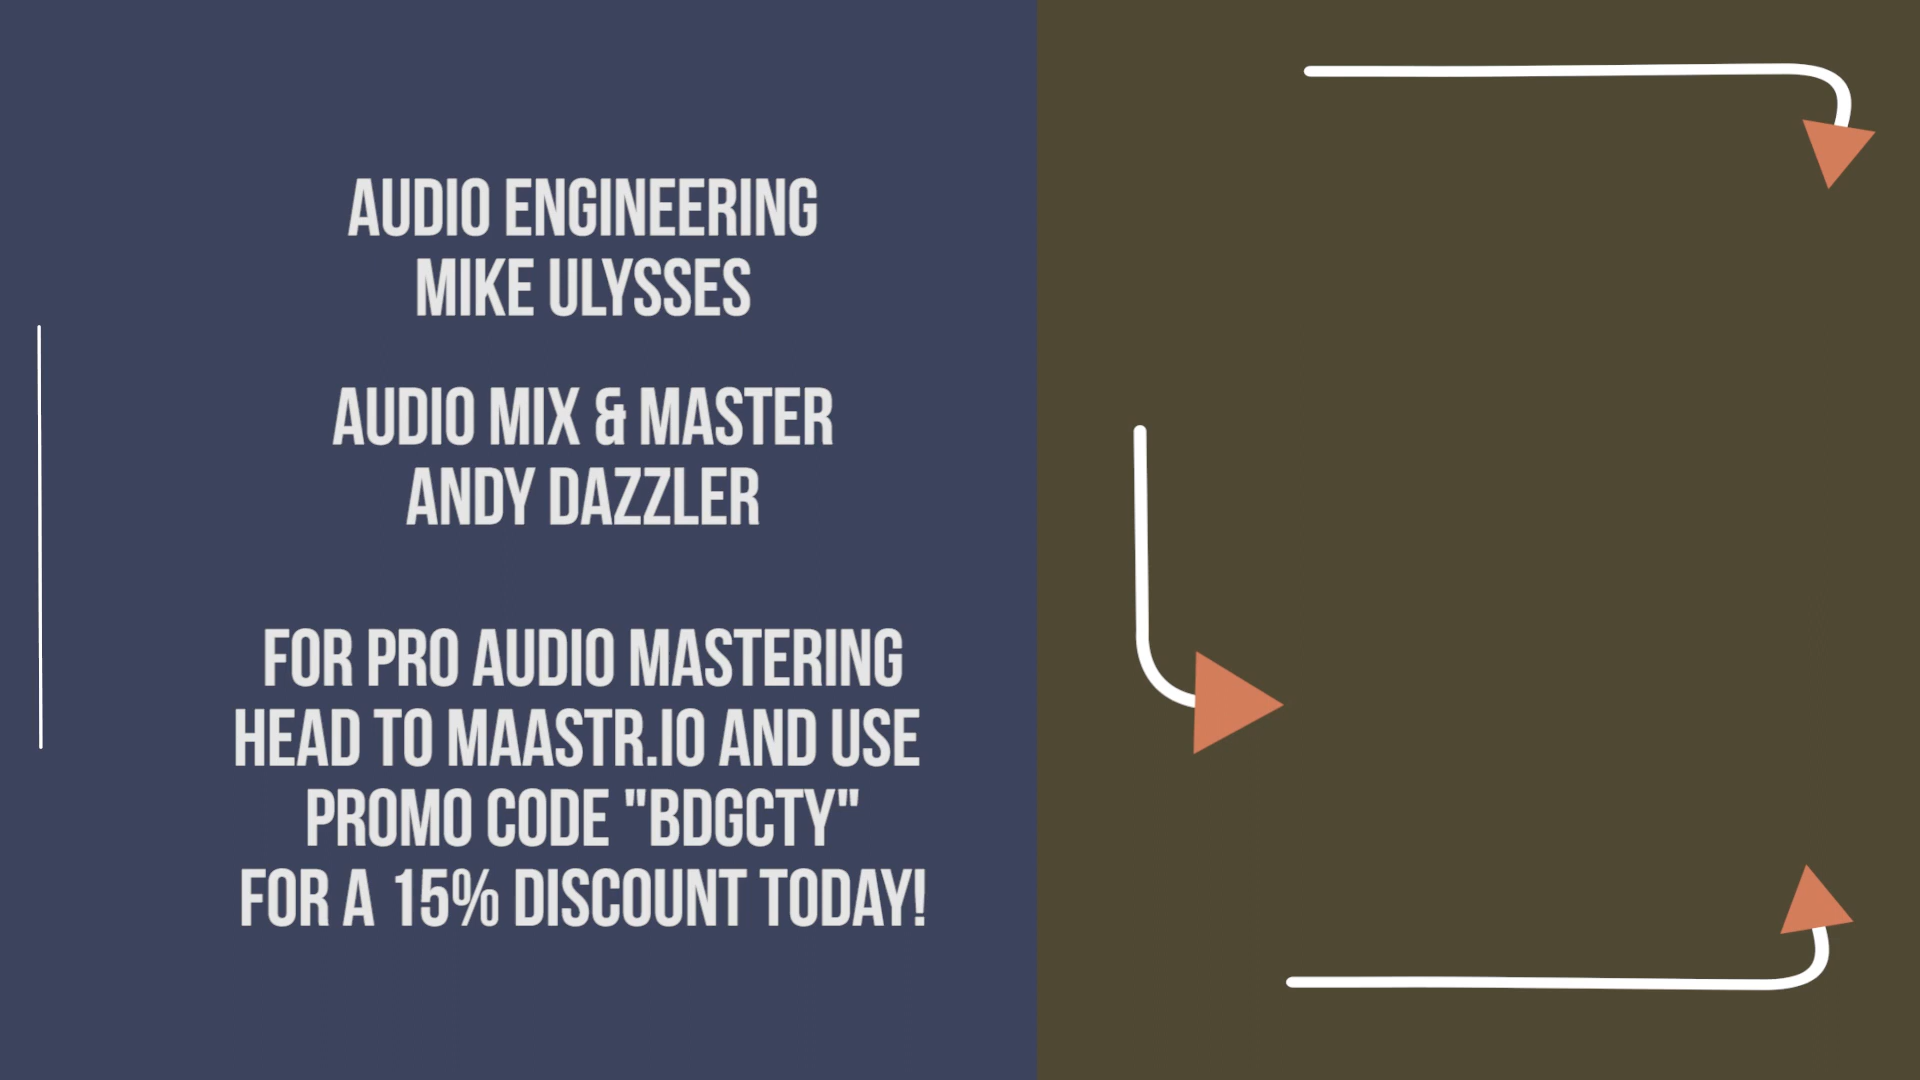 AUDIO ENGINEERING
MIKE ULYSSES
AUDIO MIX & MASTER
ANDY DAZZLER
FOR PRO AUDIO MASTERING
HEAD TO MAASTR.IO AND USE
PROMO CODE "BDGCTY"
FOR A 15% DISCOUNT TODAY!